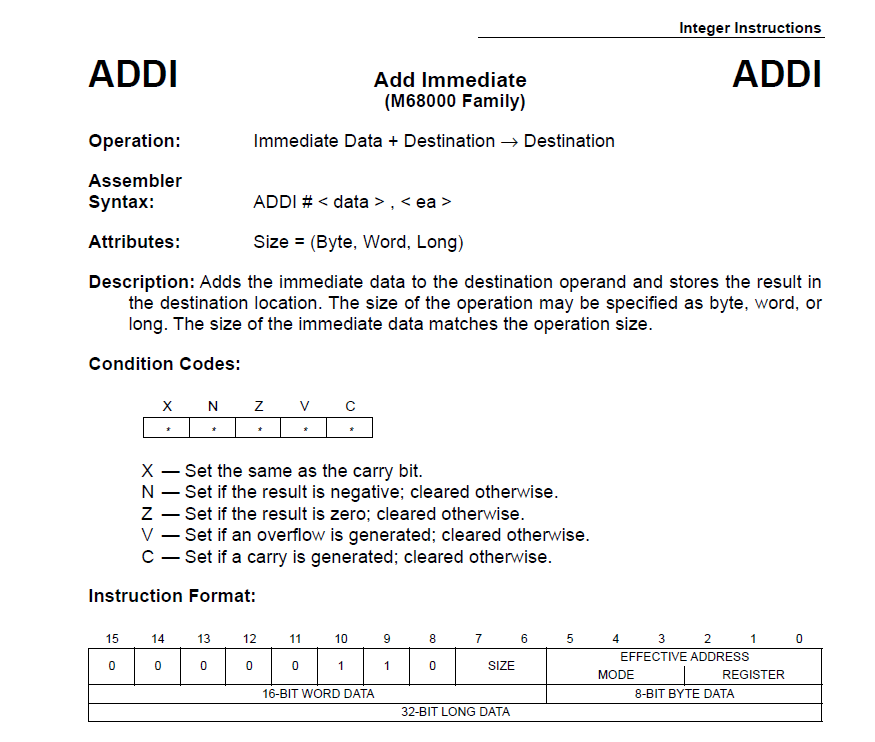 Integer Instructions
ADDI Add Immediate ADDI
(M68000 Family)
Operation: Immediate Data + Destination → Destination
Assembler
Syntax: ADDI # < data > , < ea >
Attributes: Size = (Byte, Word, Long)
Description: Adds the immediate data to the destination operand and stores the result in
the destination location. The size of the operation may be specified as byte, word, or
long. The size of the immediate data matches the operation size.
Condition Codes:
X N Z V C
* * * * *
X — Set the same as the carry bit.
N — Set if the result is negative; cleared otherwise.
Z — Set if the result is zero; cleared otherwise.
V — Set if an overflow is generated; cleared otherwise.
C — Set if a carry is generated; cleared otherwise.
Instruction Format:
15 14 13 12 11 10 9 8 7 6 5 4 3 2 1 0
0 0 0 0 0 1 1 0 SIZE EFFECTIVE ADDRESS
MODE REGISTER
16-BIT WORD DATA 8-BIT BYTE DATA
32-BIT LONG DATA